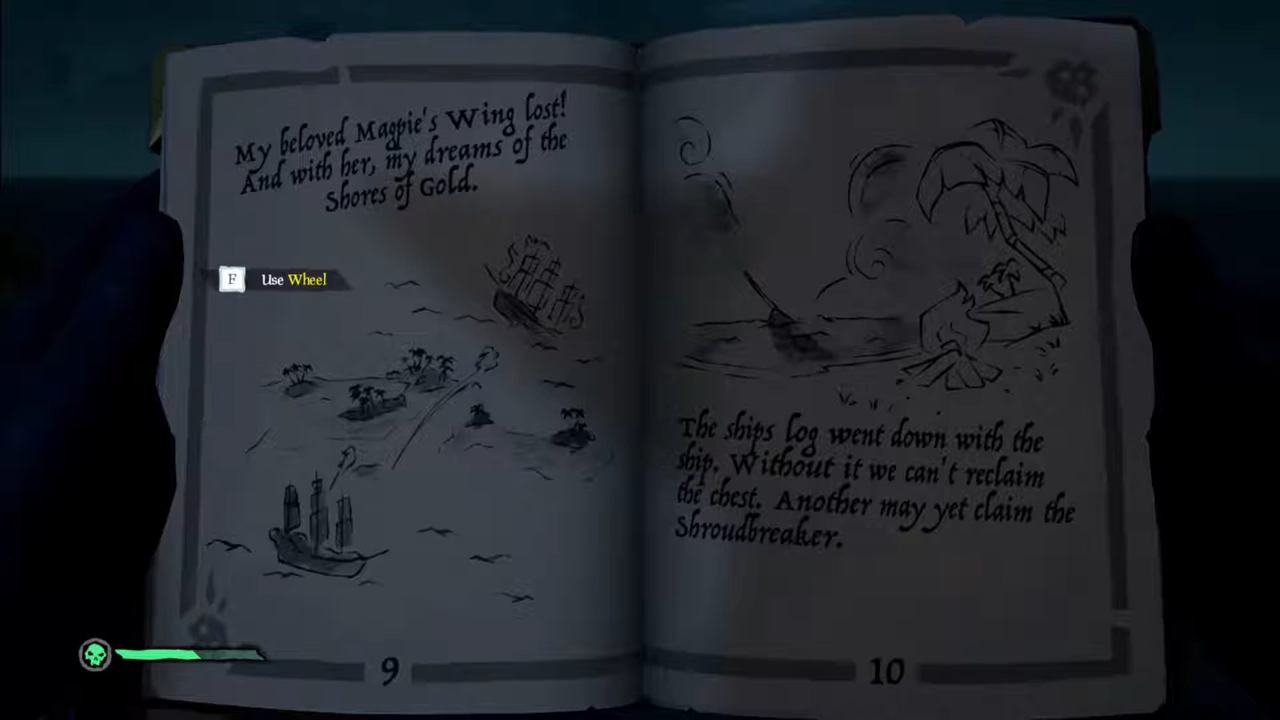 My beloved Magpie's Wing lost!
And with her, my dreams of the
Shores of Gold.
F Use Wheel
The ships log went down with the
ship. Without it we can't reclaim
the chest. Another may yet claim the
Shroudbreaker.
9
10